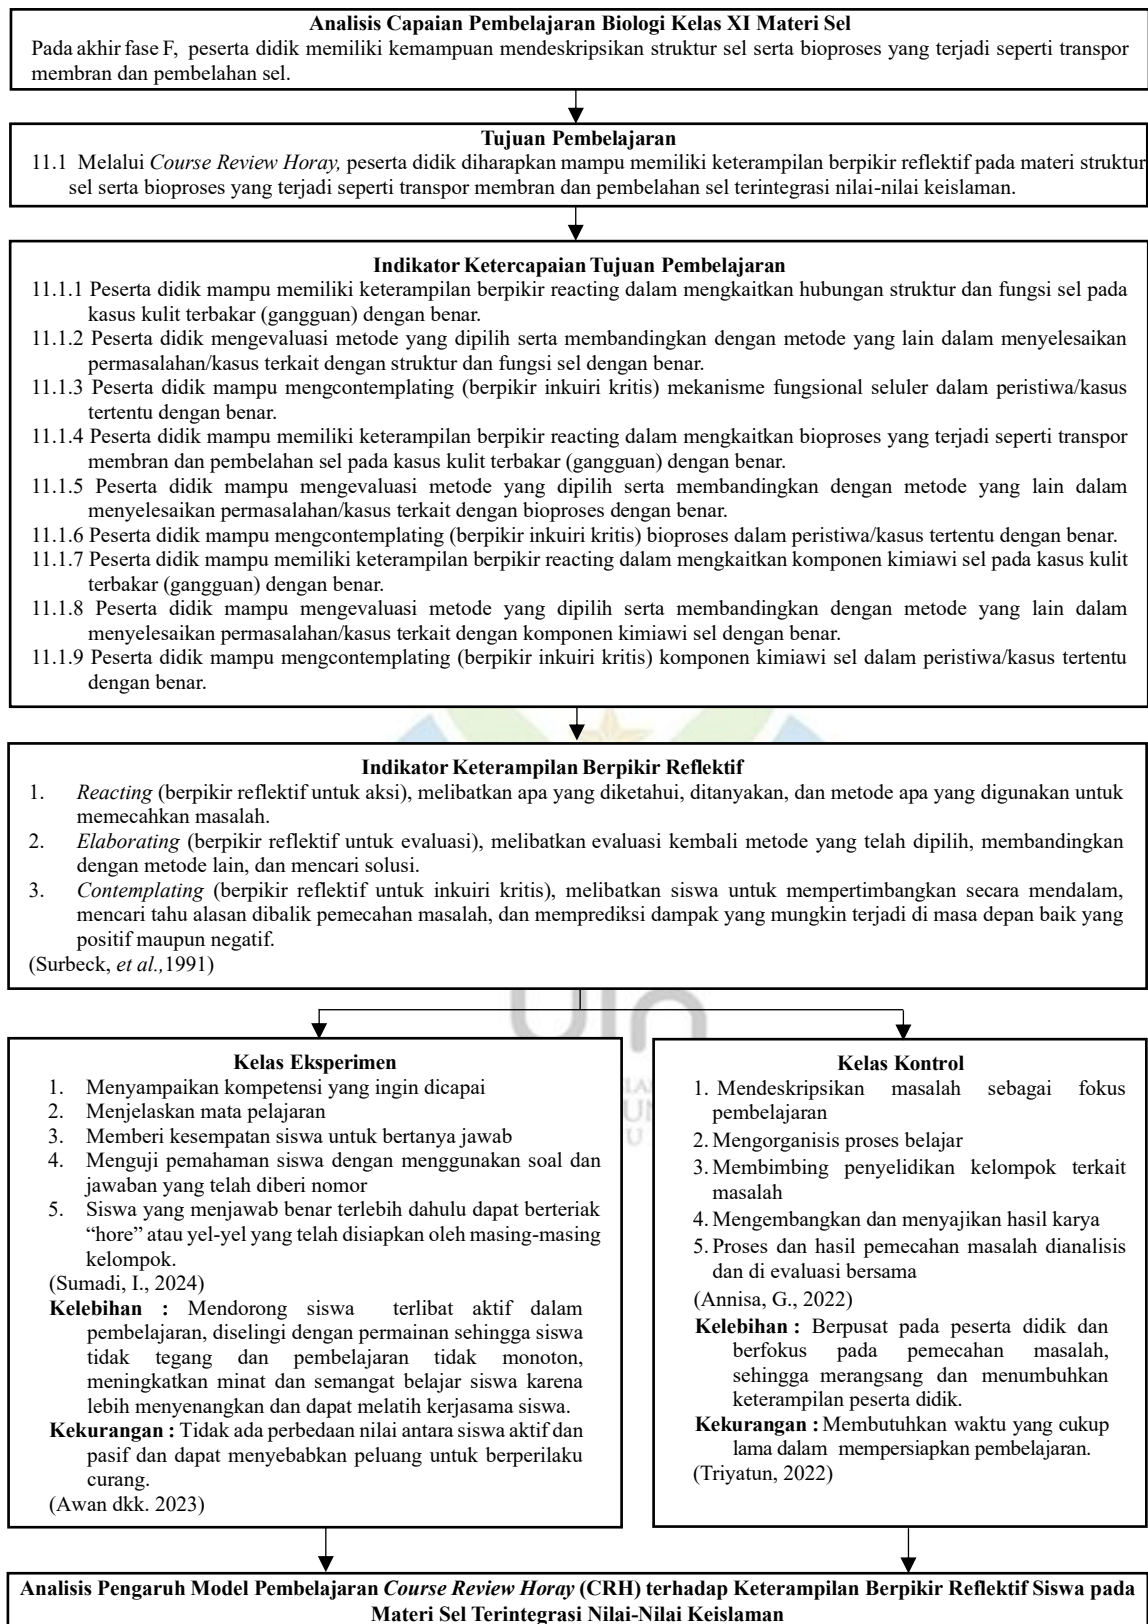 Analisis Capaian Pembelajaran Biologi Kelas XI Materi Sel
Pada akhir fase F, peserta didik memiliki kemampuan mendeskripsikan struktur sel serta bioproses yang terjadi seperti transpor
membran dan pembelahan sel.
Tujuan Pembelajaran
11.1 Melalui Course Review Horay, peserta didik diharapkan mampu memiliki keterampilan berpikir reflektif pada materi struktur
sel serta bioproses yang terjadi seperti transpor membran dan pembelahan sel terintegrasi nilai-nilai keislaman.
Indikator Ketercapaian Tujuan Pembelajaran
11.1.1 Peserta didik mampu memiliki keterampilan berpikir reacting dalam mengkaitkan hubungan struktur dan fungsi sel pada
kasus kulit terbakar (gangguan) dengan benar.
11.1.2 Peserta didik mengevaluasi metode yang dipilih serta membandingkan dengan metode yang lain dalam menyelesaikan
permasalahan/kasus terkait dengan struktur dan fungsi sel dengan benar.
11.1.3 Peserta didik mampu mengcontemplating (berpikir inkuiri kritis) mekanisme fungsional seluler dalam peristiwa/kasus
tertentu dengan benar.
11.1.4 Peserta didik mampu memiliki keterampilan berpikir reacting dalam mengkaitkan bioproses yang terjadi seperti transpor
membran dan pembelahan sel pada kasus kulit terbakar (gangguan) dengan benar.
11.1.5 Peserta didik mampu mengevaluasi metode yang dipilih serta membandingkan dengan metode yang lain dalam
menyelesaikan permasalahan/kasus terkait dengan bioproses dengan benar.
11.1.6 Peserta didik mampu mengcontemplating (berpikir inkuiri kritis) bioproses dalam peristiwa/kasus tertentu dengan benar.
11.1.7 Peserta didik mampu memiliki keterampilan berpikir reacting dalam mengkaitkan komponen kimiawi sel pada kasus kulit
terbakar (gangguan) dengan benar.
11.1.8 Peserta didik mampu mengevaluasi metode yang dipilih serta membandingkan dengan metode yang lain dalam
menyelesaikan permasalahan/kasus terkait dengan komponen kimiawi sel dengan benar.
11.1.9 Peserta didik mampu mengcontemplating (berpikir inkuiri kritis) komponen kimiawi sel dalam peristiwa/kasus tertentu
dengan benar.
Indikator Keterampilan Berpikir Reflektif
1. Reacting (berpikir reflektif untuk aksi), melibatkan apa yang diketahui, ditanyakan, dan metode apa yang digunakan untuk
memecahkan masalah.
2. Elaborating (berpikir reflektif untuk evaluasi), melibatkan evaluasi kembali metode yang telah dipilih, membandingkan
dengan metode lain, dan mencari solusi.
3. Contemplating (berpikir reflektif untuk inkuiri kritis), melibatkan siswa untuk mempertimbangkan secara mendalam,
mencari tahu alasan dibalik pemecahan masalah, dan memprediksi dampak yang mungkin terjadi di masa depan baik yang
positif maupun negatif.
(Surbeck, et al.,1991)
uin
Kelas Eksperimen
1. Menyampaikan kompetensi yang ingin dicapai
2. Menjelaskan mata pelajaran
3. Memberi kesempatan siswa untuk bertanya jawab
4. Menguji pemahaman siswa dengan menggunakan soal dan
jawaban yang telah diberi nomor
5. Siswa yang menjawab benar terlebih dahulu dapat berteriak
“hore” atau yel-yel yang telah disiapkan oleh masing-masing
kelompok.
(Sumadi, I., 2024)
Kelebihan : Mendorong siswa terlibat aktif dalam
pembelajaran, diselingi dengan permainan sehingga siswa
tidak tegang dan pembelajaran tidak monoton,
meningkatkan minat dan semangat belajar siswa karena
lebih menyenangkan dan dapat melatih kerjasama siswa.
Kekurangan : Tidak ada perbedaan nilai antara siswa aktif dan
pasif dan dapat menyebabkan peluang untuk berperilaku
curang.
(Awan dkk. 2023)
Kelas Kontrol
1. Mendeskripsikan masalah sebagai fokus
pembelajaran
2. Mengorganisis proses belajar
3. Membimbing penyelidikan kelompok terkait
masalah
4. Mengembangkan dan menyajikan hasil karya
5. Proses dan hasil pemecahan masalah dianalisis
dan di evaluasi bersama
(Annisa, G., 2022)
Kelebihan : Berpusat pada peserta didik dan
berfokus pada pemecahan masalah,
sehingga merangsang dan menumbuhkan
keterampilan peserta didik.
Kekurangan : Membutuhkan waktu yang cukup
lama dalam mempersiapkan pembelajaran.
(Triyatun, 2022)
Analisis Pengaruh Model Pembelajaran Course Review Horay (CRH) terhadap Keterampilan Berpikir Reflektif Siswa pada
Materi Sel Terintegrasi Nilai-Nilai Keislaman